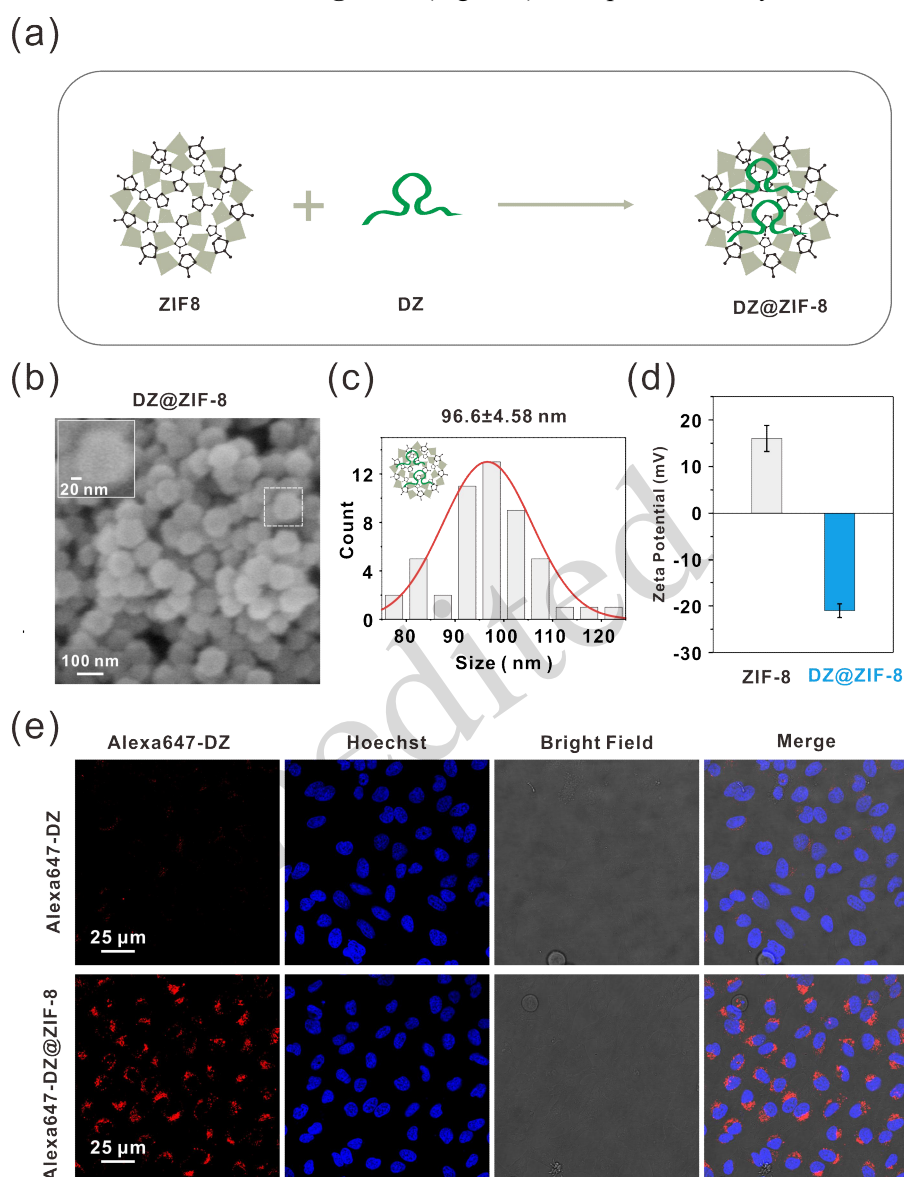 (a)
ZIF8
+
DZ
DZ@ZIF-8
(b)
DZ@ZIF-8
20 nm
100 nm
(c)
96.6±4.58 nm
Count
12
8
4
0
80 90 100 110 120
Size ( nm )
(d)
Zeta Potential (mV)
20
10
0
-10
-20
-30
ZIF-8 DZ@ZIF-8
edited
(e)
Alexa647-DZ Hoechst Bright Field Merge
Alexa647-DZ
25 µm
Alexa647-DZ@ZIF-8
25 µm